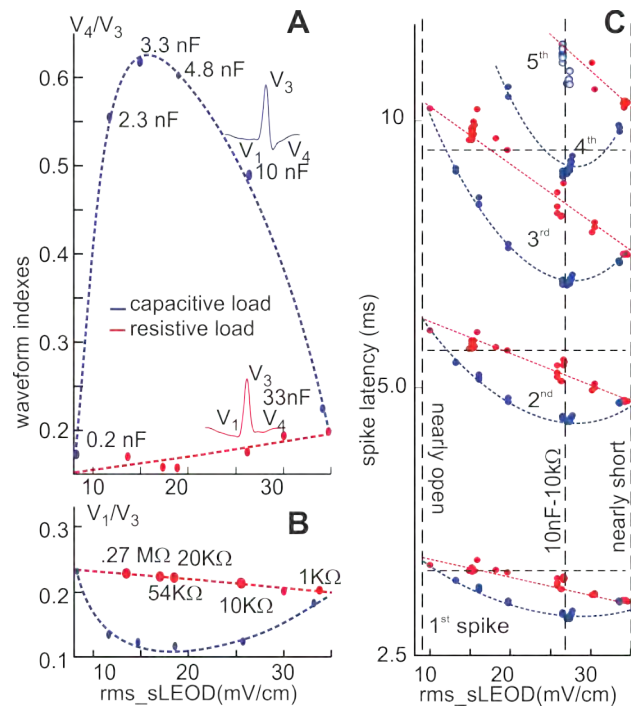 A
V4/V3
3.3 nF
4.8 nF
2.3 nF
10 nF
V3
V1
V4
0.6
0.5
0.4
0.3
0.2
waveform indexes
capacitive load
resistive load
V3
V1
V4
33nF
0.2 nF
10
20
30
B
V1/V3
.27 MΩ
20KΩ
54KΩ
10KΩ
1KΩ
0.3
0.2
0.1
10
20
30
rms_sLEOD(mV/cm)
C
5th
4th
3rd
2nd
1st spike
10
5.0
2.5
spike latency (ms)
nearly open
10nF-10kΩ
nearly short
10
20
30
rms_sLEOD(mV/cm)